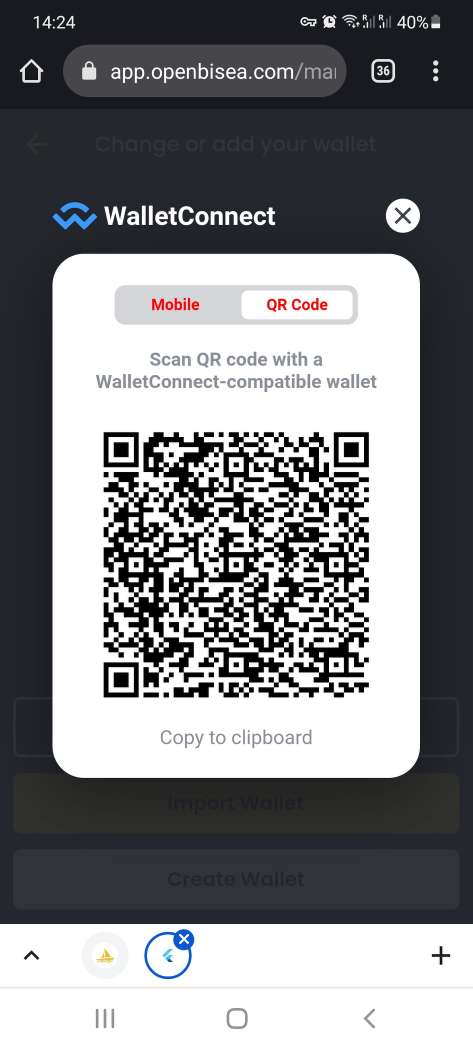 14:24
40%
app.openbisea.com/mar
36
Change or add your wallet
WalletConnect
Mobile
QR Code
Scan QR code with a
WalletConnect-compatible wallet
Copy to clipboard
Import Wallet
Create Wallet